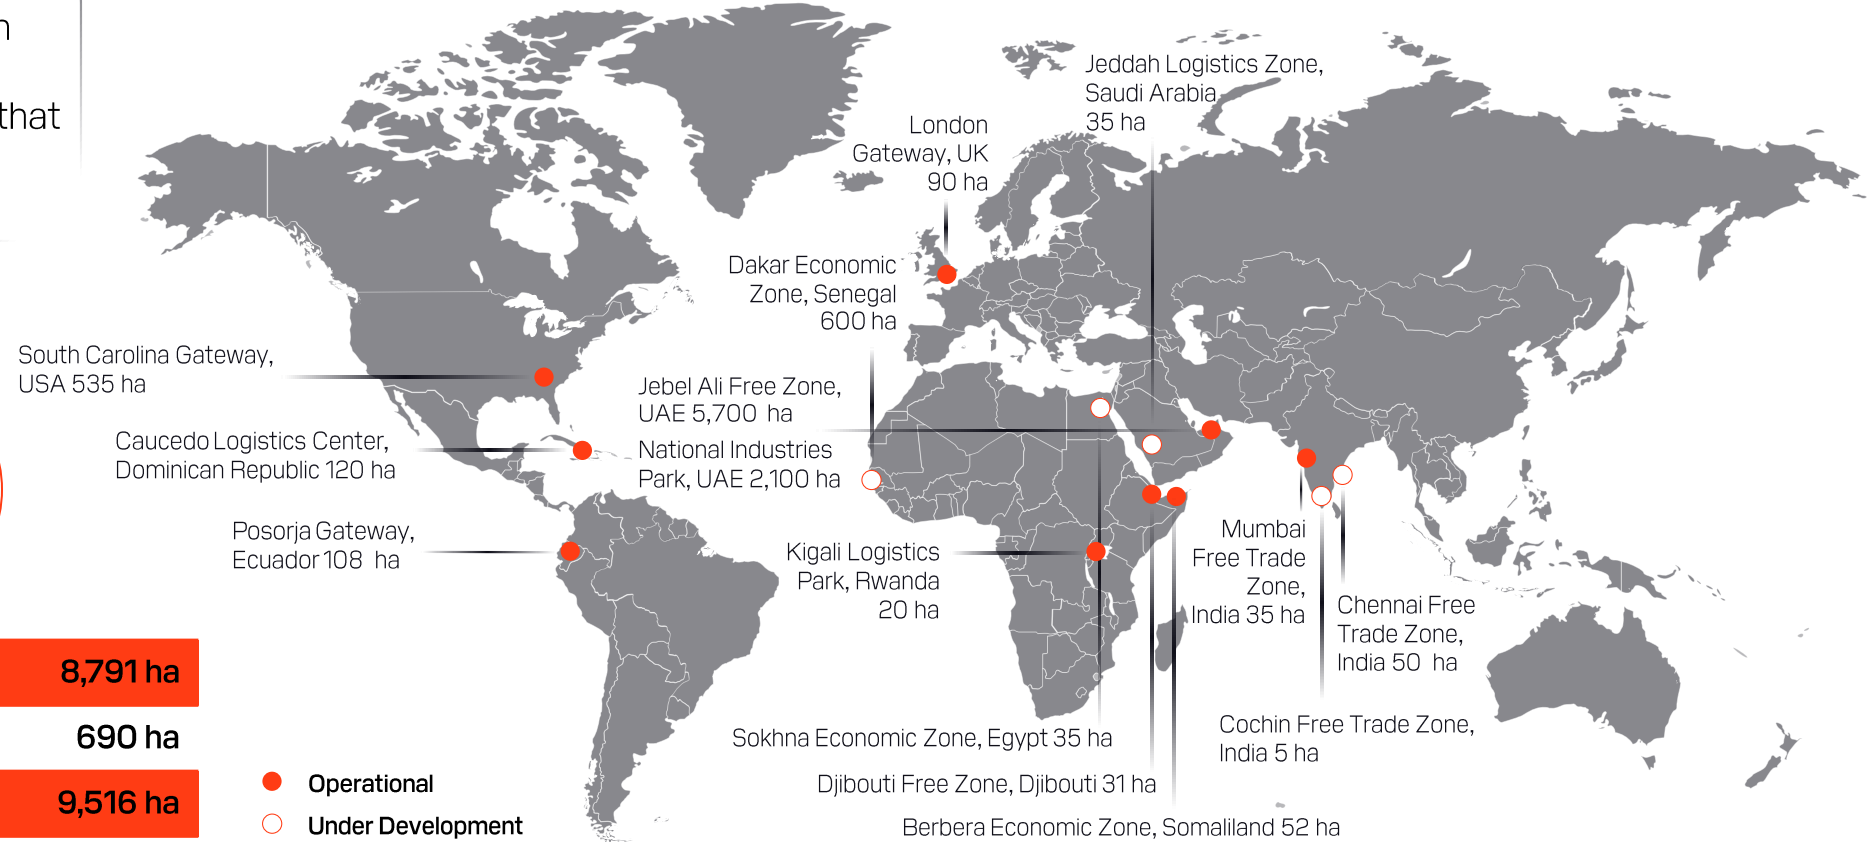 n
that
Jeddah Logistics Zone,
Saudi Arabia
35 ha
London
Gateway, UK
90 ha
Dakar Economic
Zone, Senegal
600 ha
South Carolina Gateway,
USA 535 ha
Jebel Ali Free Zone,
UAE 5,700 ha
Caucedo Logistics Center,
Dominican Republic 120 ha
National Industries
Park, UAE 2,100 ha
Posorja Gateway,
Ecuador 108 ha
Kigali Logistics
Park, Rwanda
20 ha
Mumbai
Free Trade
Zone,
India 35 ha
Chennai Free
Trade Zone,
India 50 ha
Cochin Free Trade Zone,
India 5 ha
Sokhna Economic Zone, Egypt 35 ha
Djibouti Free Zone, Djibouti 31 ha
Berbera Economic Zone, Somaliland 52 ha
8,791 ha
690 ha
9,516 ha
Operational
Under Development